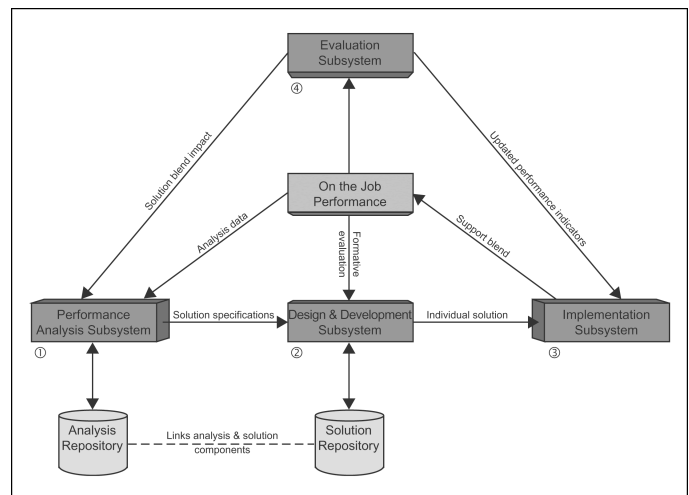 Evaluation
Subsystem
④
Solution blend impact
Updated performance indicators
On the Job
Performance
Analysis data
Formative
evaluation
Support blend
Performance
Analysis Subsystem
①
Solution specifications
Design & Development
Subsystem
②
Individual solution
Implementation
Subsystem
③
Analysis
Repository
Links analysis & solution
components
Solution
Repository